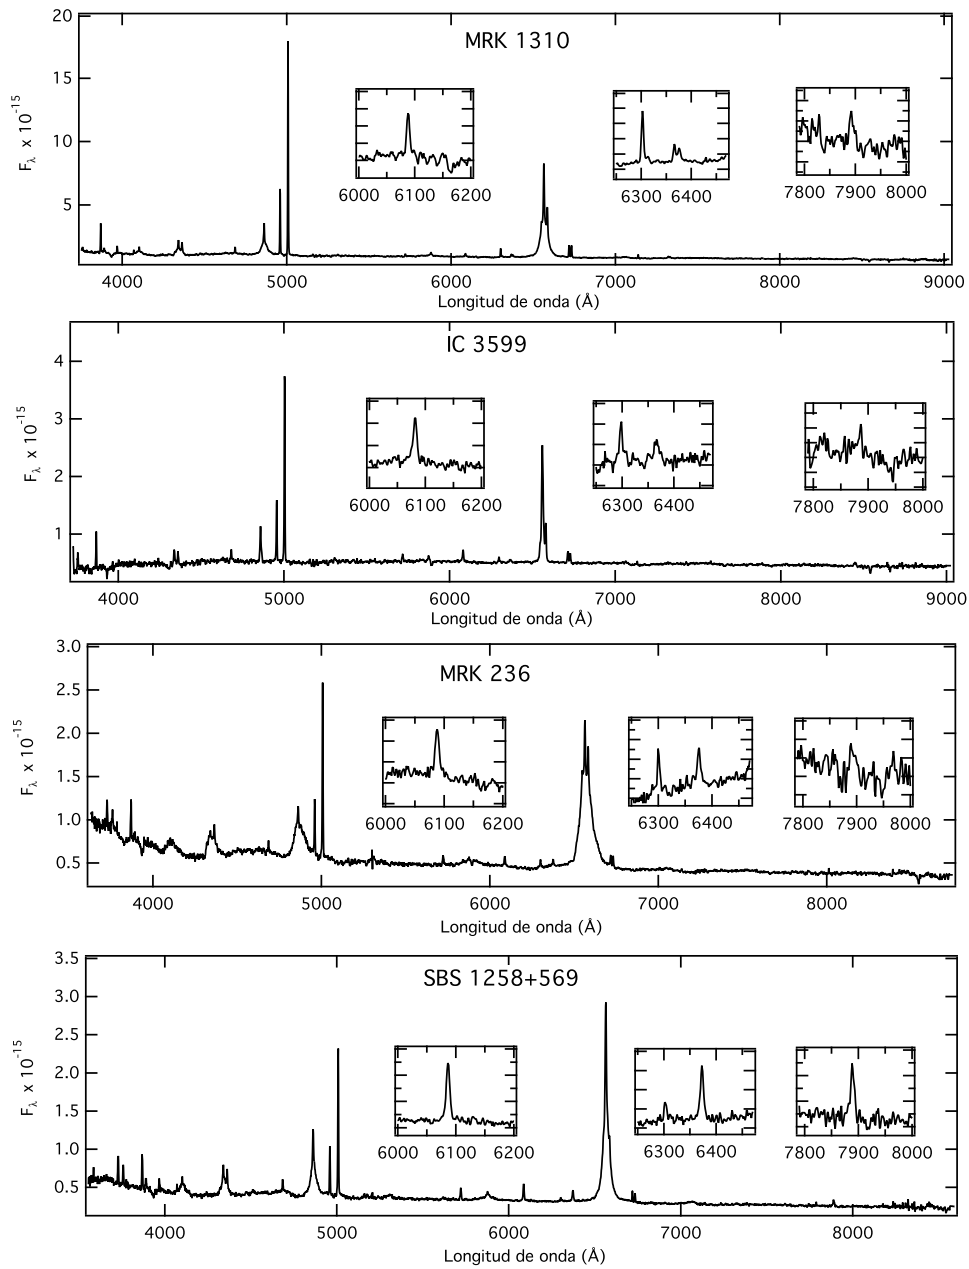 MRK 1310
20
15
10
5
F_λ x 10^-15
6000 6100 6200
6300 6400
7800 7900 8000
4000 5000 6000 7000 8000 9000
Longitud de onda (Å)
IC 3599
4
3
2
1
F_λ x 10^-15
6000 6100 6200
6300 6400
7800 7900 8000
4000 5000 6000 7000 8000 9000
Longitud de onda (Å)
MRK 236
3.0
2.5
2.0
1.5
1.0
0.5
F_λ x 10^-15
6000 6100 6200
6300 6400
7800 7900 8000
4000 5000 6000 7000 8000
Longitud de onda (Å)
SBS 1258+569
3.5
3.0
2.5
2.0
1.5
1.0
0.5
F_λ x 10^-15
6000 6100 6200
6300 6400
7800 7900 8000
4000 5000 6000 7000 8000
Longitud de onda (Å)